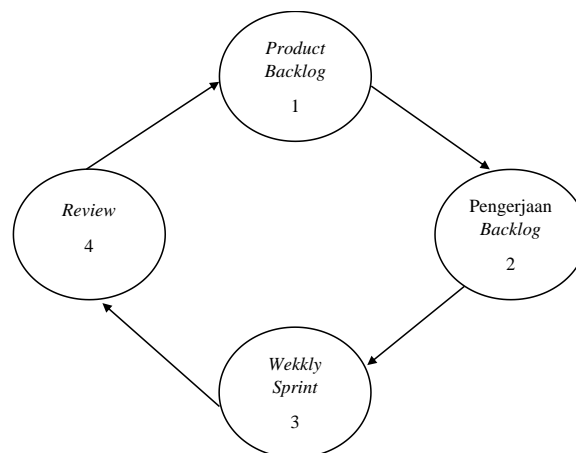 Product
Backlog
1
Pengerjaan
Backlog
2
Wekkly
Sprint
3
Review
4